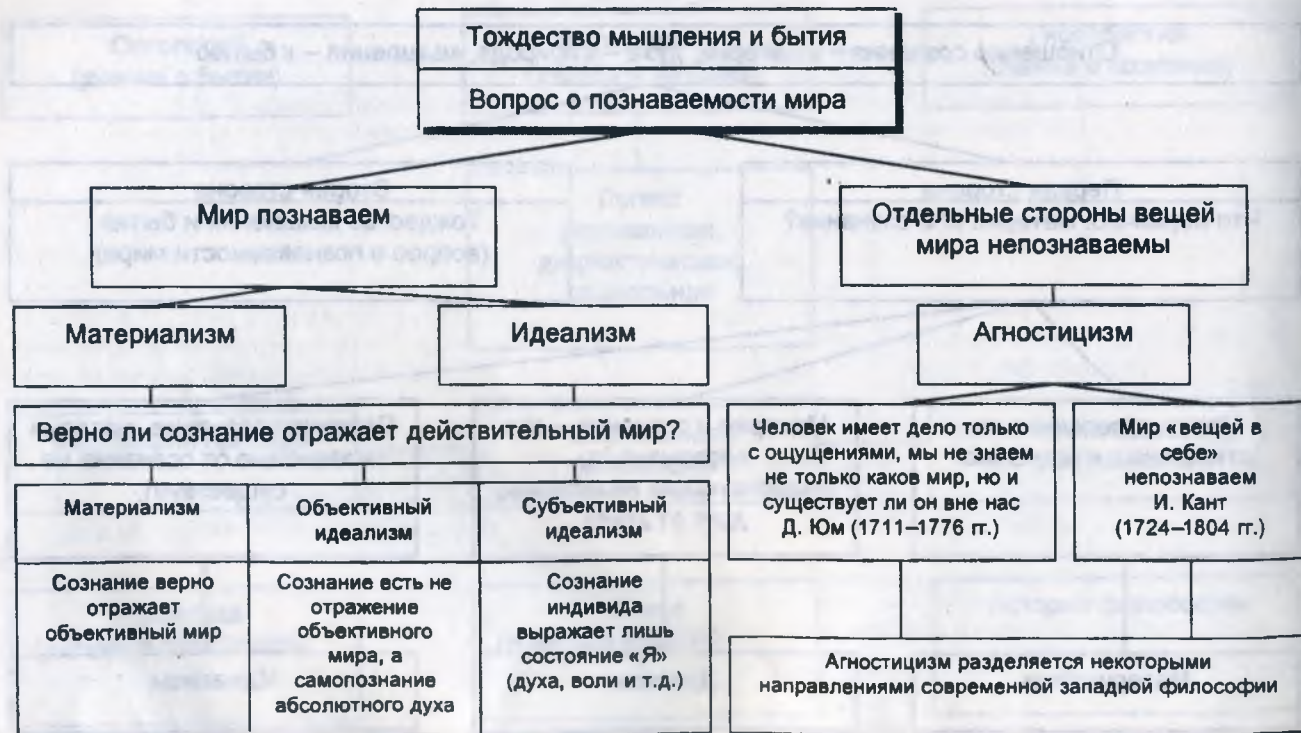 Тождество мышления и бытия
Вопрос о познаваемости мира
Мир познаваем
Отдельные стороны вещей
мира непознаваемы
Материализм
Идеализм
Агностицизм
Верно ли сознание отражает действительный мир?
Материализм
Объективный
идеализм
Субъективный
идеализм
Сознание верно
отражает
объективный мир
Сознание есть не
отражение
объективного
мира, а
самопознание
абсолютного духа
Сознание
индивида
выражает лишь
состояние «Я»
(духа, воли и т.д.)
Человек имеет дело только
с ощущениями, мы не знаем
не только каков мир, но и
существует ли он вне нас
Д. Юм (1711–1776 гг.)
Мир «вещей в
себе»
непознаваем
И. Кант
(1724–1804 гг.)
Агностицизм разделяется некоторыми
направлениями современной западной философии